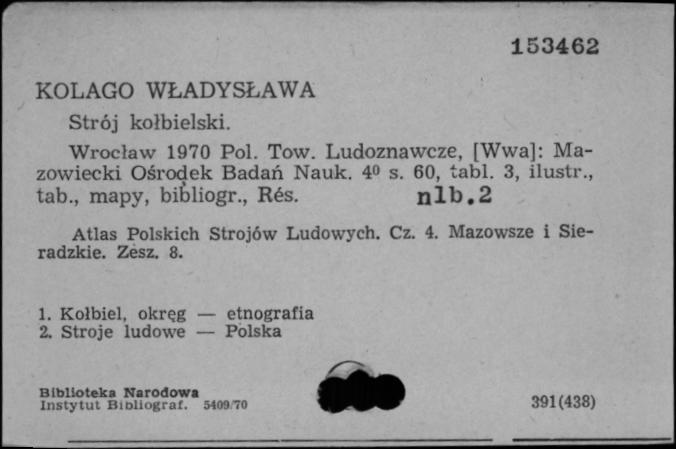 153462
KOLAGO WŁADYSŁAWA
Strój kołbielski.
Wrocław 1970 Pol. Tow. Ludoznawcze, [Wwa]: Ma-
zowiecki Ośrodek Badań Nauk. 4⁰ s. 60, tabl. 3, ilustr.,
tab., mapy, bibliogr., Rés. nlb.2
Atlas Polskich Strojów Ludowych. Cz. 4. Mazowsze i Sie-
radzkie. Zesz. 8.
1. Kołbiel, okręg — etnografia
2. Stroje ludowe — Polska
Biblioteka Narodowa
Instytut Bibliograf. 5409/70
391(438)